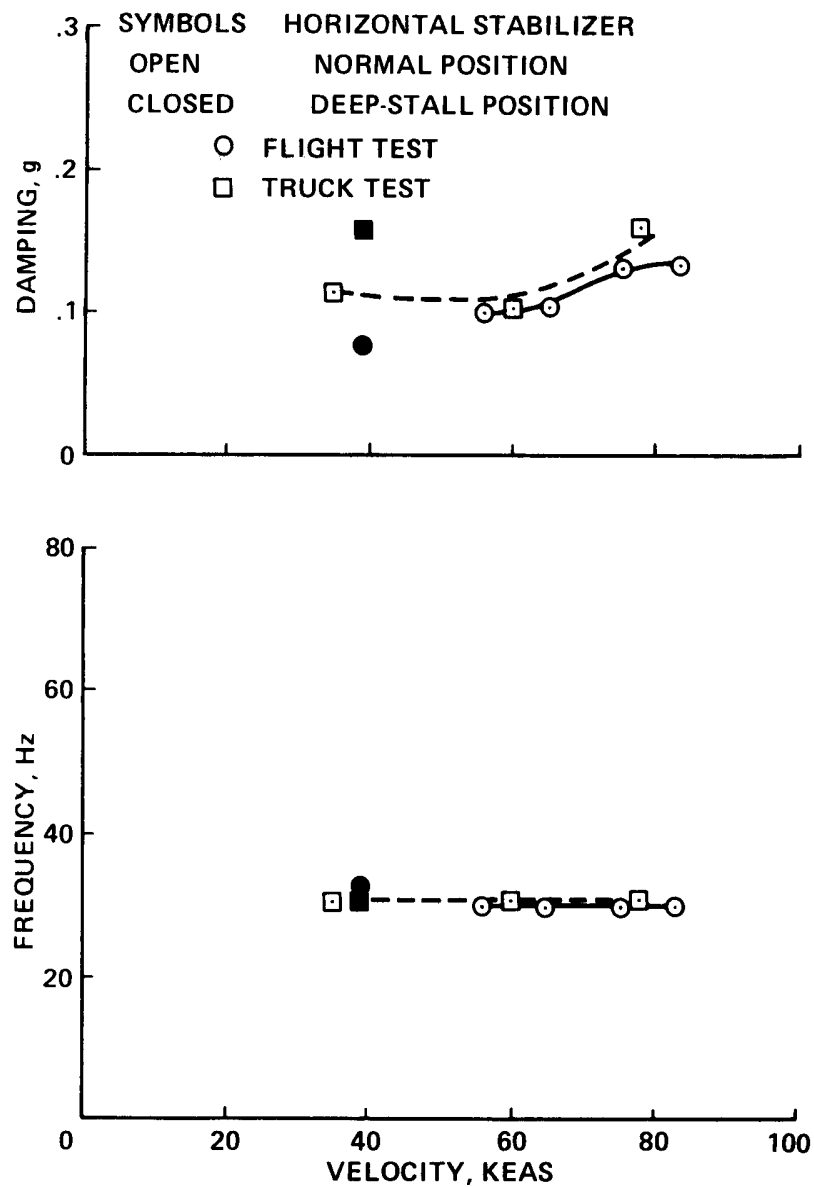 .3
SYMBOLS HORIZONTAL STABILIZER
OPEN NORMAL POSITION
CLOSED DEEP-STALL POSITION
FLIGHT TEST
TRUCK TEST
.2
DAMPING, g
.1
0
80
60
FREQUENCY, Hz
40
20
0 20 40 60 80 100
VELOCITY, KEAS